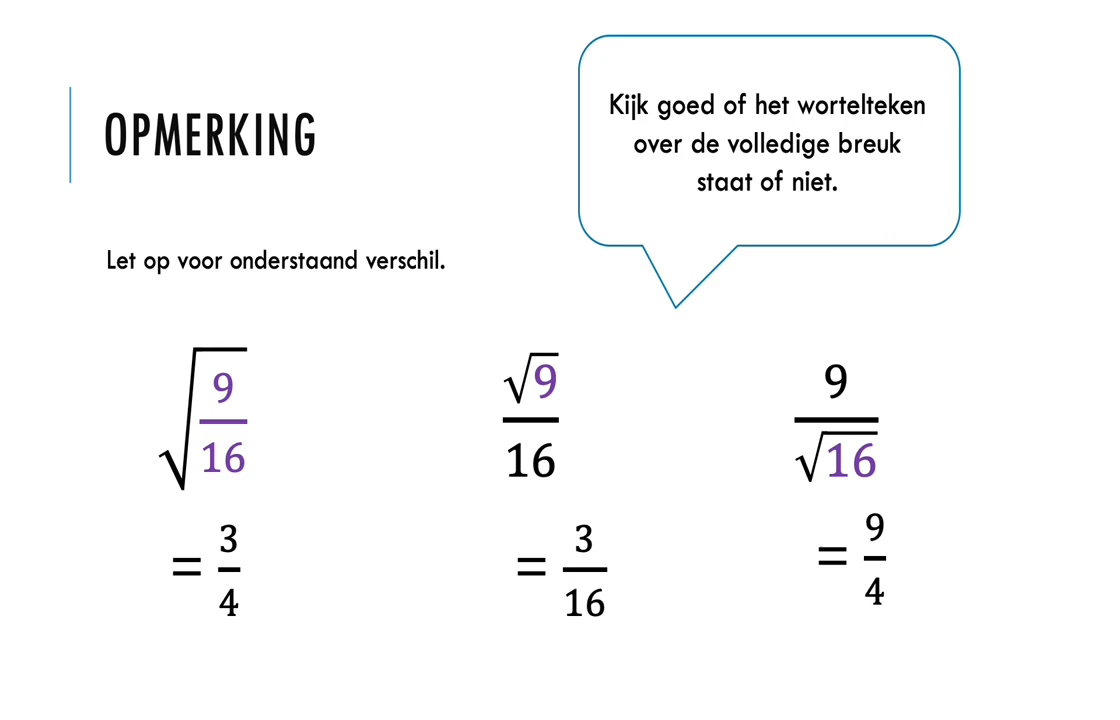 Kijk goed of het wortelteken
over de volledige breuk
staat of niet.
OPMERKING
Let op voor onderstaand verschil.
√(9/16) √9/16 9/√16
= 3/4 = 3/16 = 9/4